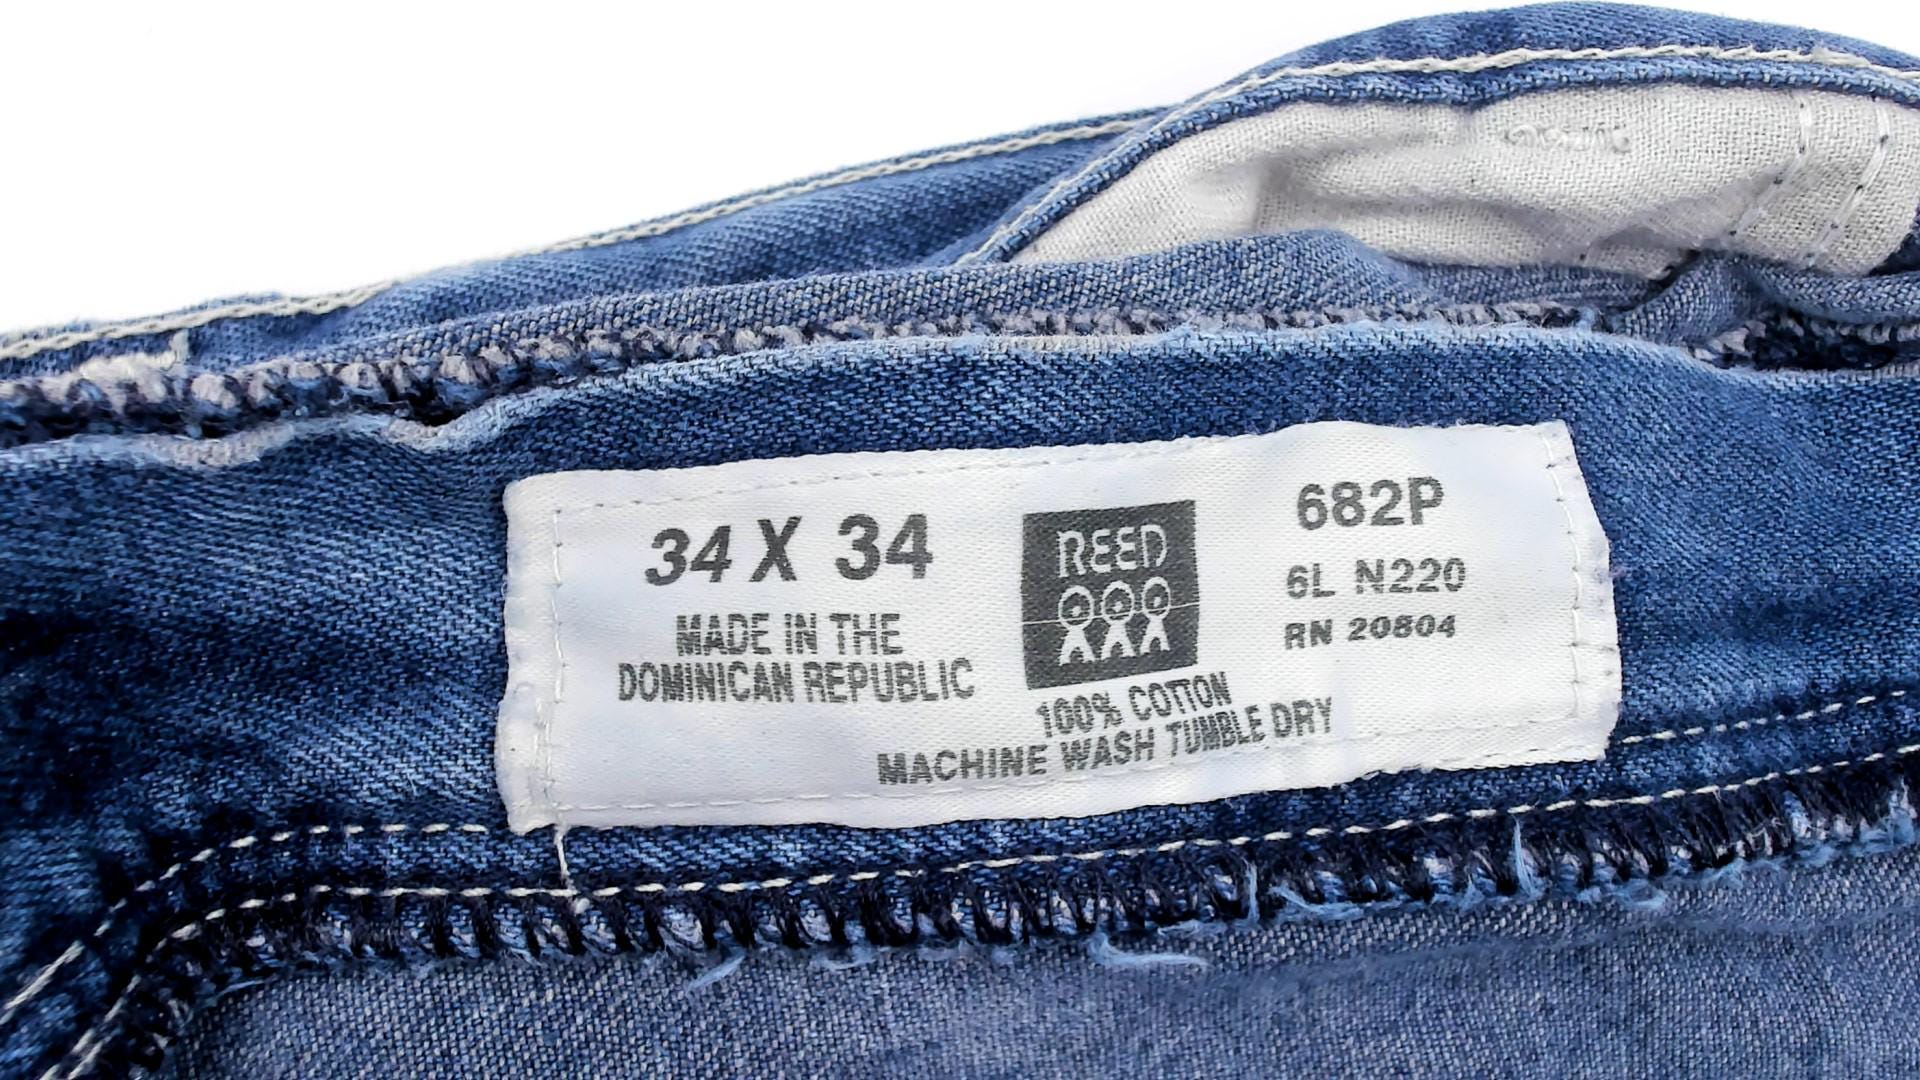 34 X 34
MADE IN THE
DOMINICAN REPUBLIC
REED
682P
6L N220
RN 20804
100% COTTON
MACHINE WASH TUMBLE DRY